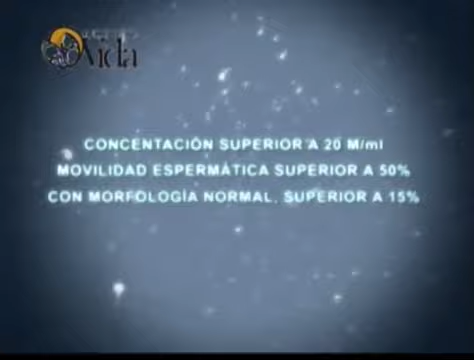 Vida
CONCENTACIÓN SUPERIOR A 20 M/ml
MOVILIDAD ESPERMÁTICA SUPERIOR A 50%
CON MORFOLOGÍA NORMAL, SUPERIOR A 15%